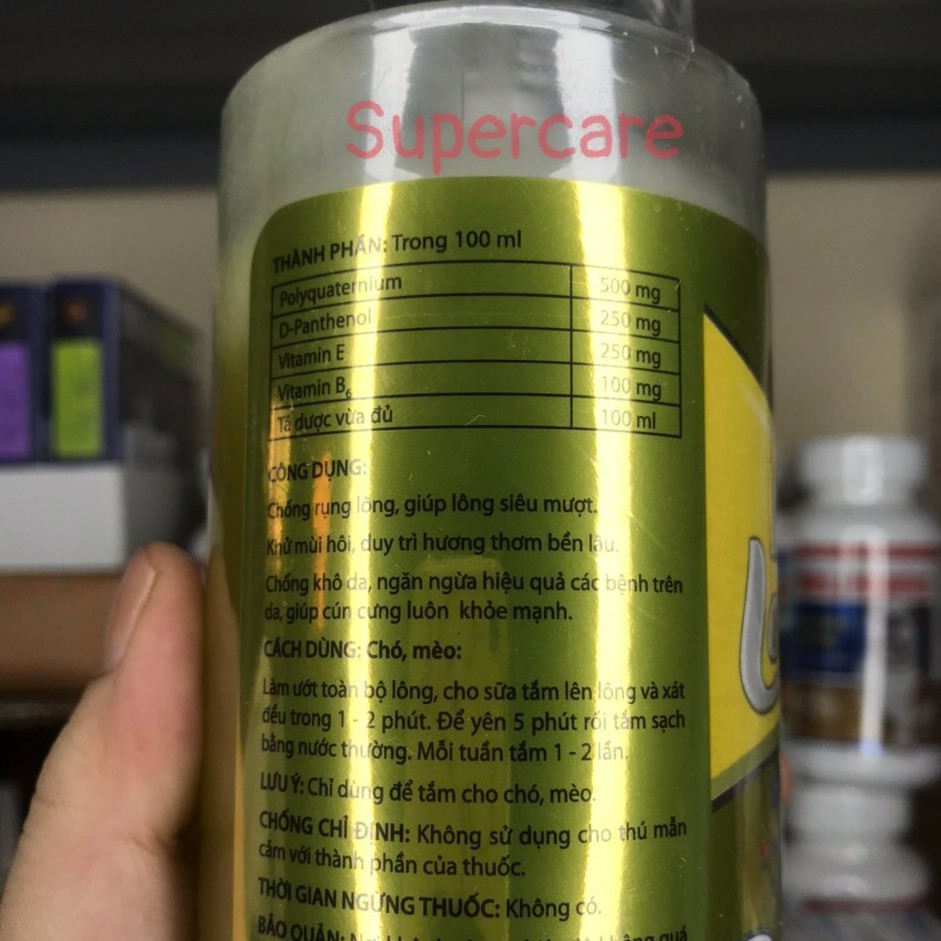 Supercare
THÀNH PHẦN: Trong 100 ml
Polyquaternium 500 mg
D-Panthenol 250 mg
Vitamin E 250 mg
Vitamin B₆ 100 mg
Tá dược vừa đủ 100 ml
CÔNG DỤNG:
Chống rụng lông, giúp lông siêu mượt.
Khử mùi hôi, duy trì hương thơm bền lâu.
Chống khô da, ngăn ngừa hiệu quả các bệnh trên
da, giúp cún cưng luôn khỏe mạnh.
CÁCH DÙNG: Chó, mèo:
Làm ướt toàn bộ lông, cho sữa tắm lên lông và xát
đều trong 1 - 2 phút. Để yên 5 phút rồi tắm sạch
bằng nước thường. Mỗi tuần tắm 1 - 2 lần.
LƯU Ý: Chỉ dùng để tắm cho chó, mèo.
CHỐNG CHỈ ĐỊNH: Không sử dụng cho thú mẫn
cảm với thành phần của thuốc.
THỜI GIAN NGỪNG THUỐC: Không có.
BẢO QUẢN: quá